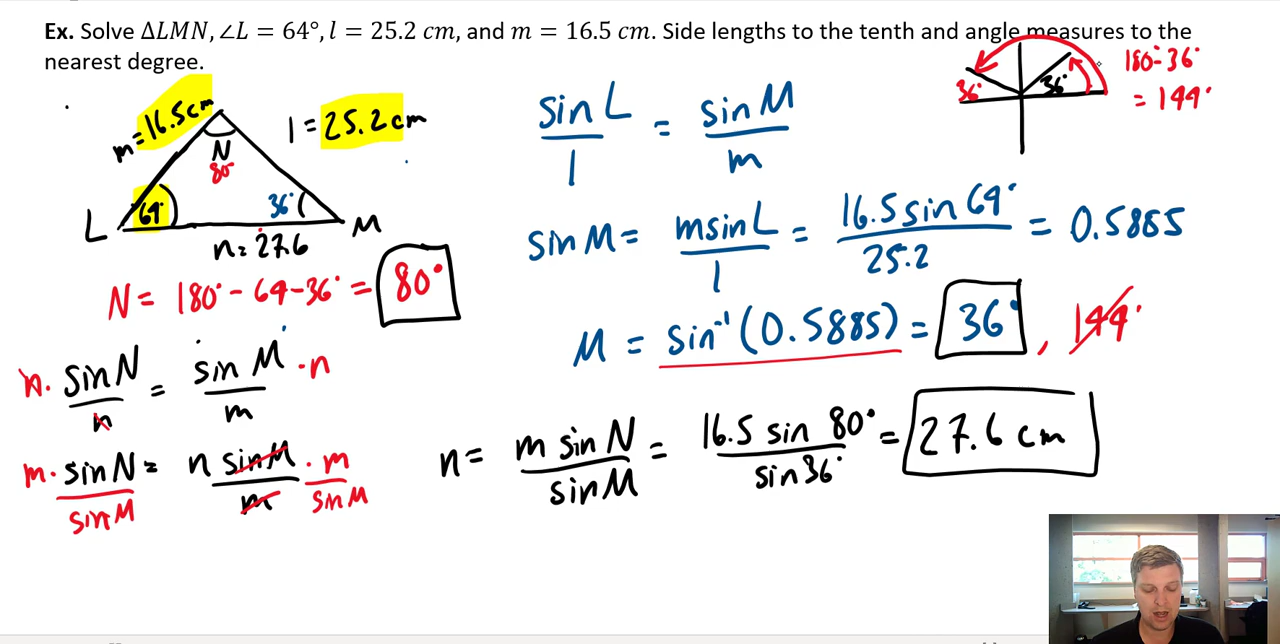 Ex. Solve ΔLMN, ∠L = 64°, l = 25.2 cm, and m = 16.5 cm. Side lengths to the tenth and angle measures to the
nearest degree.
36° 36° 180°-36°
= 144°
m=16.5cm l = 25.2cm
N
80°
L 64° 36° M
n= 27.6
sin L / l = sin M / m
sin M = m sin L / l = 16.5 sin 64° / 25.2 = 0.5885
N = 180° - 64 - 36° = 80°
M = sin⁻¹(0.5885) = 36°, 144°
n· sin N / n = sin M / m · n
m· sin N / sin M = n sin M / m · m / sin M
n = m sin N / sin M = 16.5 sin 80° / sin 36° = 27.6 cm